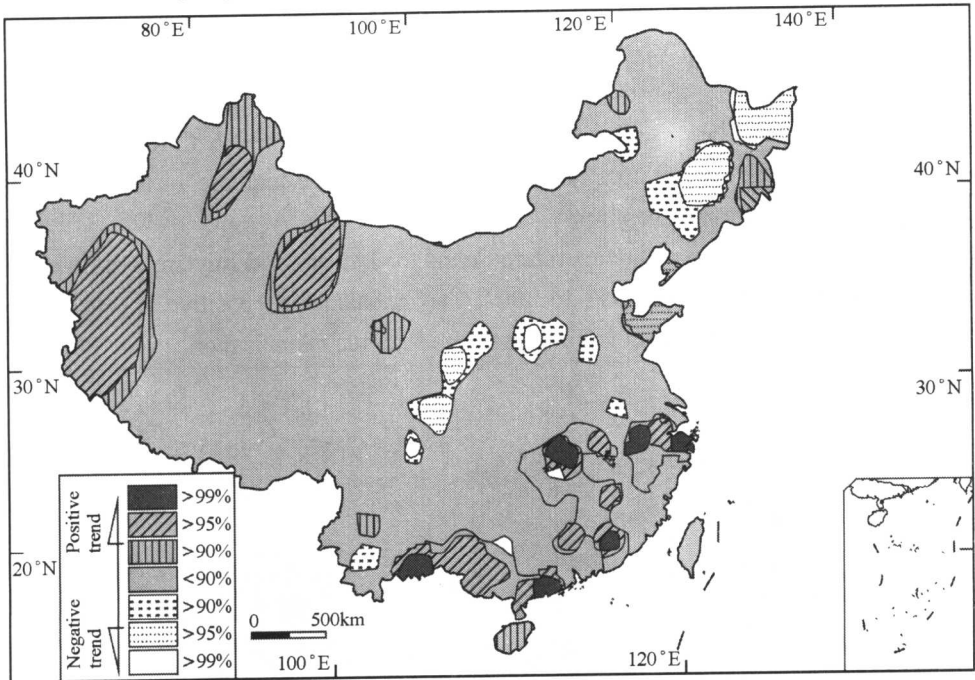 80°E 100°E 120°E 140°E
40°N 40°N
30°N 30°N
20°N 20°N
Positive trend
>99%
>95%
>90%
<90%
Negative trend
>90%
>95%
>99%
0 500km
100°E 120°E